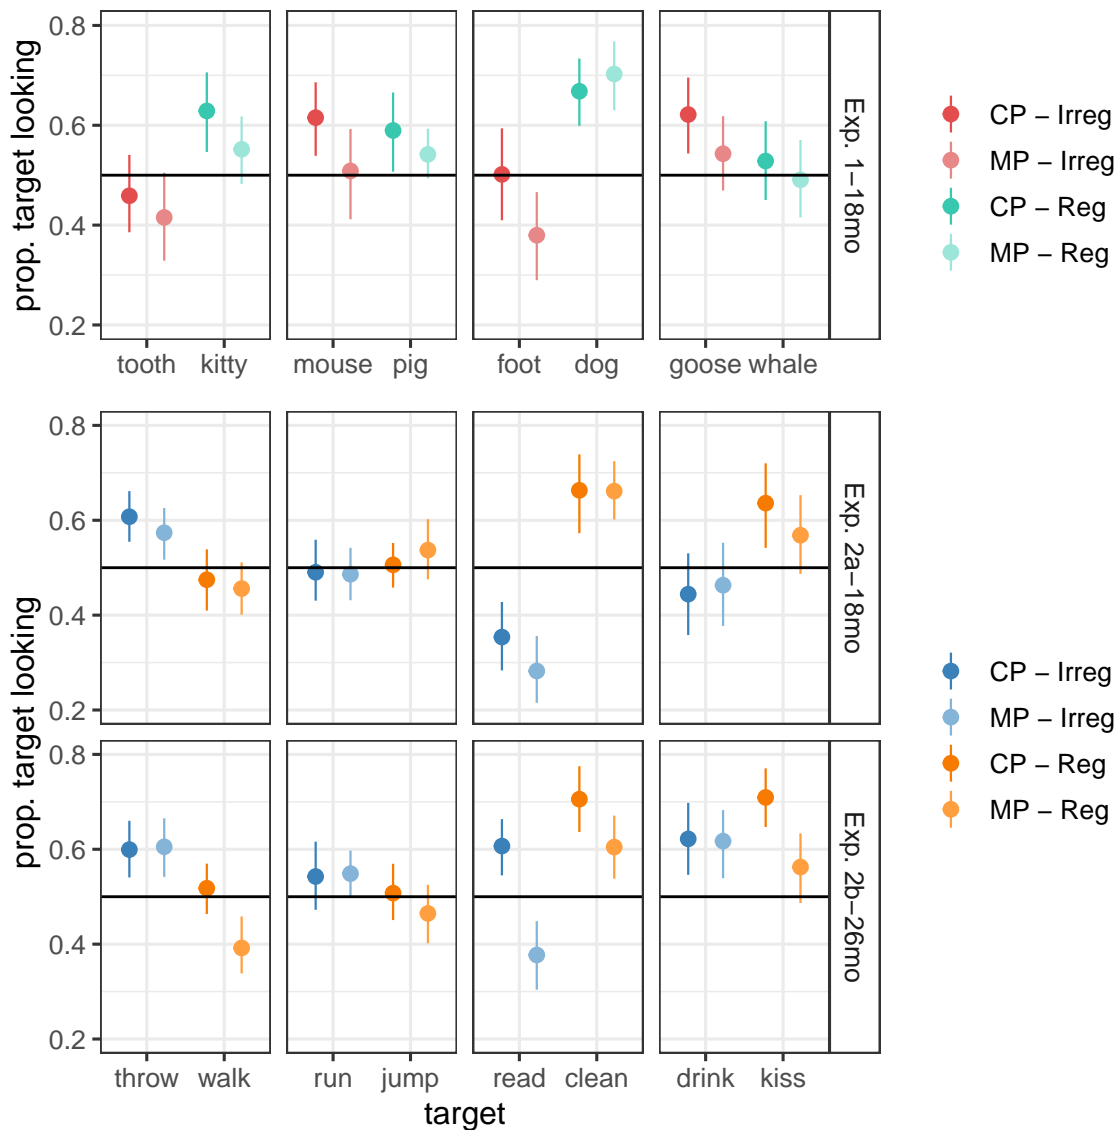 prop. target looking
0.8
0.6
0.4
0.2
tooth kitty
mouse pig
foot dog
goose whale
Exp. 1−18mo
CP − Irreg
MP − Irreg
CP − Reg
MP − Reg
prop. target looking
0.8
0.6
0.4
0.2
Exp. 2a−18mo
0.8
0.6
0.4
0.2
Exp. 2b−26mo
throw walk
run jump
read clean
drink kiss
target
CP − Irreg
MP − Irreg
CP − Reg
MP − Reg